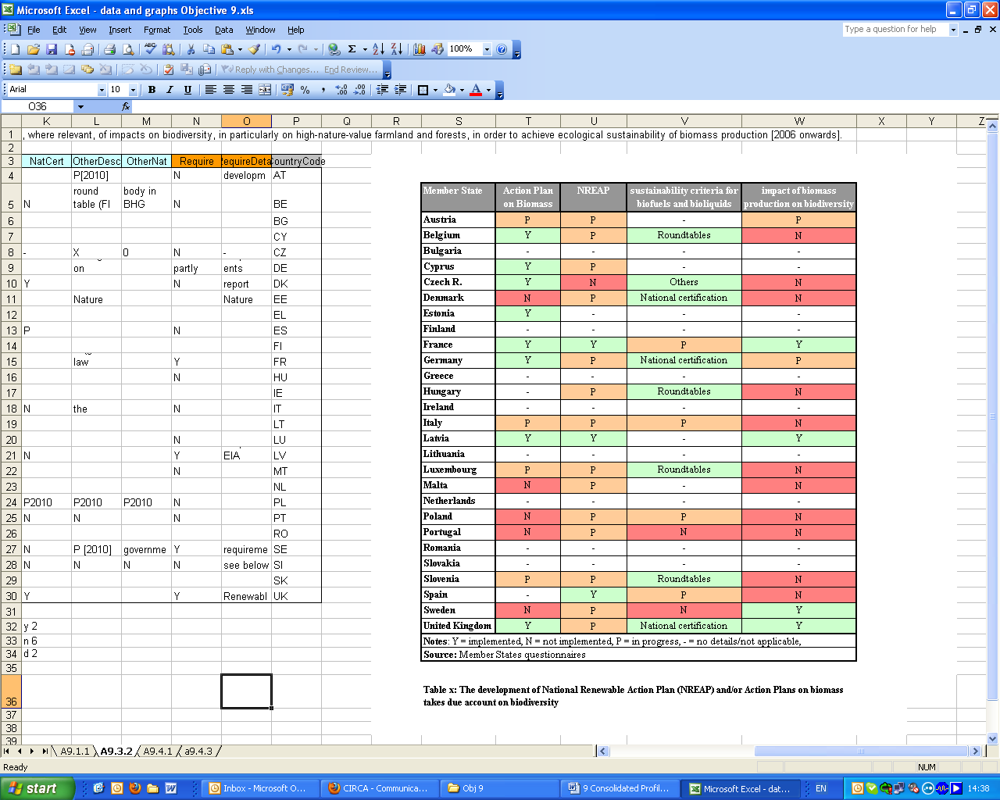 Microsoft Excel - data and graphs Objective 9.xls
File Edit View Insert Format Tools Data Window Help Type a question for help
100%
Reply with Changes... End Review...
Arial 10 B I U
O36 fx
K L M N O P Q R S T U V W X Y Z
1 , where relevant, of impacts on biodiversity, in particularly on high-nature-value farmland and forests, in order to achieve ecological sustainability of biomass production [2006 onwards].
2
3 NatCert OtherDesc OtherNat Require
4 P[2010] N developm AT
round body in
5 N table (FI BHG N BE
6 BG
7 CY
8 - X 0 N - CZ
9 on partly ents DE
10 Y N report DK
11 Nature Nature EE
12 EL
13 P N ES
14 FI
15 law Y FR
16 N HU
17 IE
18 N the N IT
19 LT
20 N LU
21 N Y EIA LV
22 N MT
23 NL
24 P2010 P2010 P2010 N PL
25 N N N PT
26 RO
27 N P [2010] governme Y requireme SE
28 N N N N see below SI
29 SK
30 Y Y Renewabl UK
31
32 y 2
33 n 6
34 d 2
35
36
37
38
39
Member State Action Plan NREAP sustainability criteria for impact of biomass
on Biomass biofuels and bioliquids production on biodiversity
Austria P P - P
Belgium Y P Roundtables N
Bulgaria - - - -
Cyprus Y P - -
Czech R. Y N Others N
Denmark N P National certification N
Estonia Y - - -
Finland - - - -
France Y Y P Y
Germany Y P National certification P
Greece - - - -
Hungary - P Roundtables N
Ireland - - - -
Italy P P P N
Latvia Y Y - Y
Lithuania - - - -
Luxembourg P P Roundtables N
Malta N P - N
Netherlands - - - -
Poland N P P N
Portugal N P N N
Romania - - - -
Slovakia - - - -
Slovenia P P Roundtables N
Spain - Y P N
Sweden N P N Y
United Kingdom Y P National certification Y
Notes: Y = implemented, N = not implemented, P = in progress, - = no details/not applicable,
Source: Member States questionnaires
Table x: The development of National Renewable Action Plan (NREAP) and/or Action Plans on biomass
takes due account on biodiversity
A9.1.1 A9.3.2 A9.4.1 a9.4.3
Ready NUM
start Inbox - Microsoft O... CIRCA - Communica... Obj 9 9 Consolidated Profil... Microsoft Excel - dat... EN 14:38